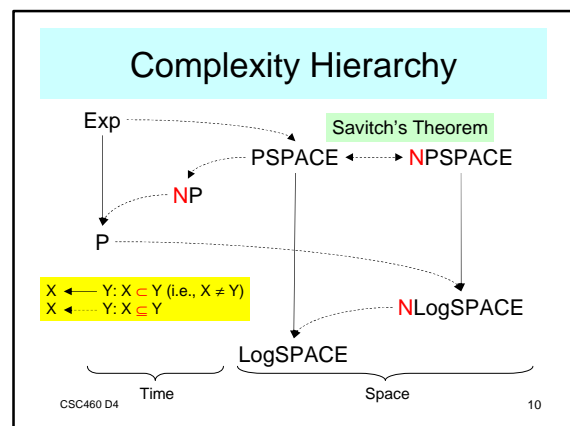 Complexity Hierarchy
Exp
Savitch's Theorem
PSPACE
NPSPACE
NP
P
X Y: X ⊂ Y (i.e., X ≠ Y)
X Y: X ⊆ Y
NLogSPACE
LogSPACE
Time
Space
CSC460 D4
10